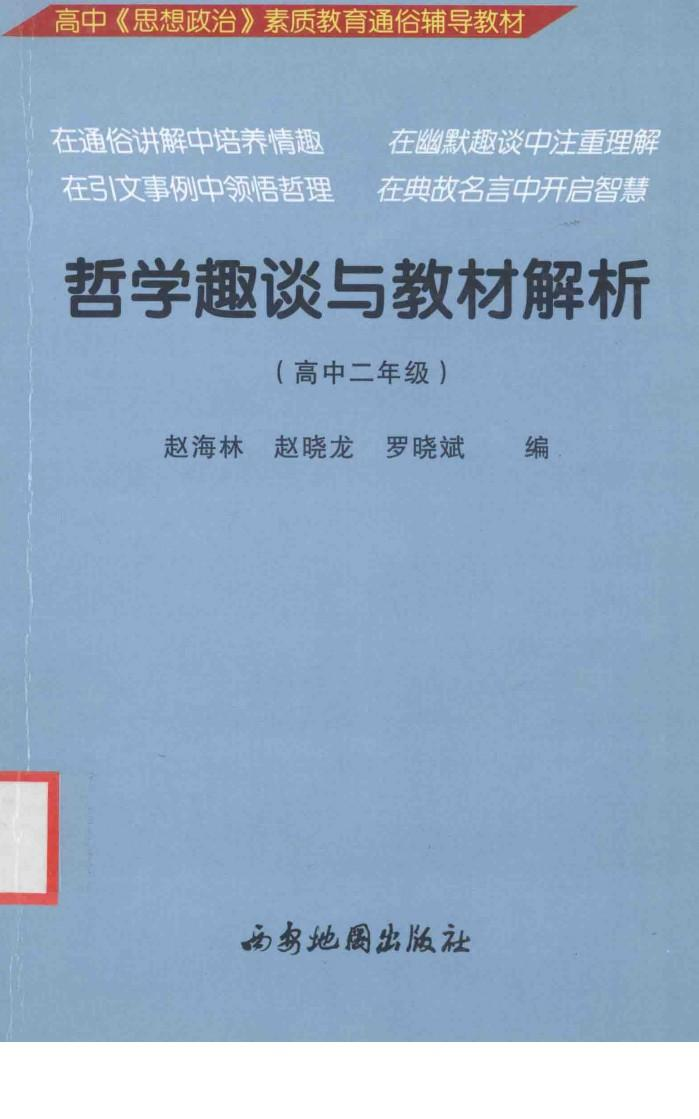 高中《思想政治》素质教育通俗辅导教材
在通俗讲解中培养情趣 在幽默趣谈中注重理解
在引文事例中领悟哲理 在典故名言中开启智慧
哲学趣谈与教材解析
(高中二年级)
赵海林 赵晓龙 罗晓斌 编
西安地图出版社